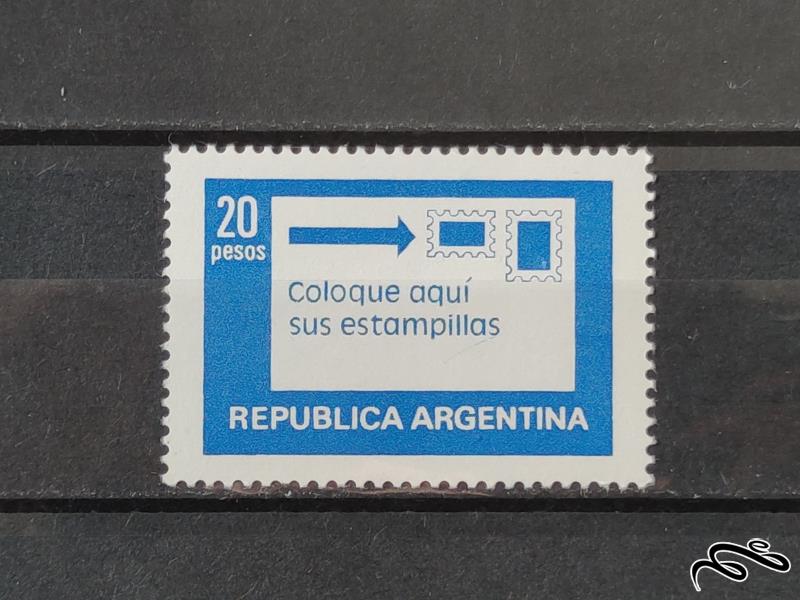 20
pesos
Coloque aquí
sus estampillas
REPUBLICA ARGENTINA